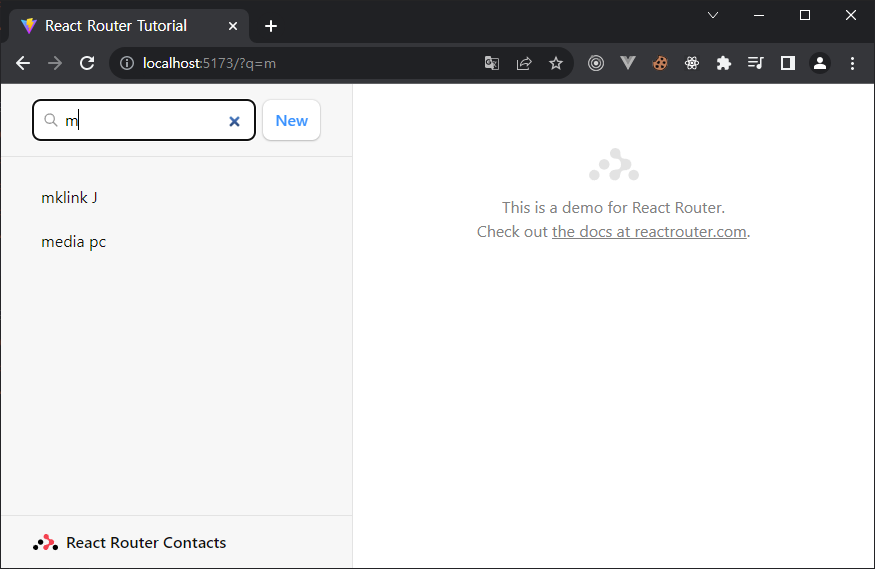 React Router Tutorial
localhost:5173/?q=m
m
New
mklink J
media pc
This is a demo for React Router.
Check out the docs at reactrouter.com.
React Router Contacts